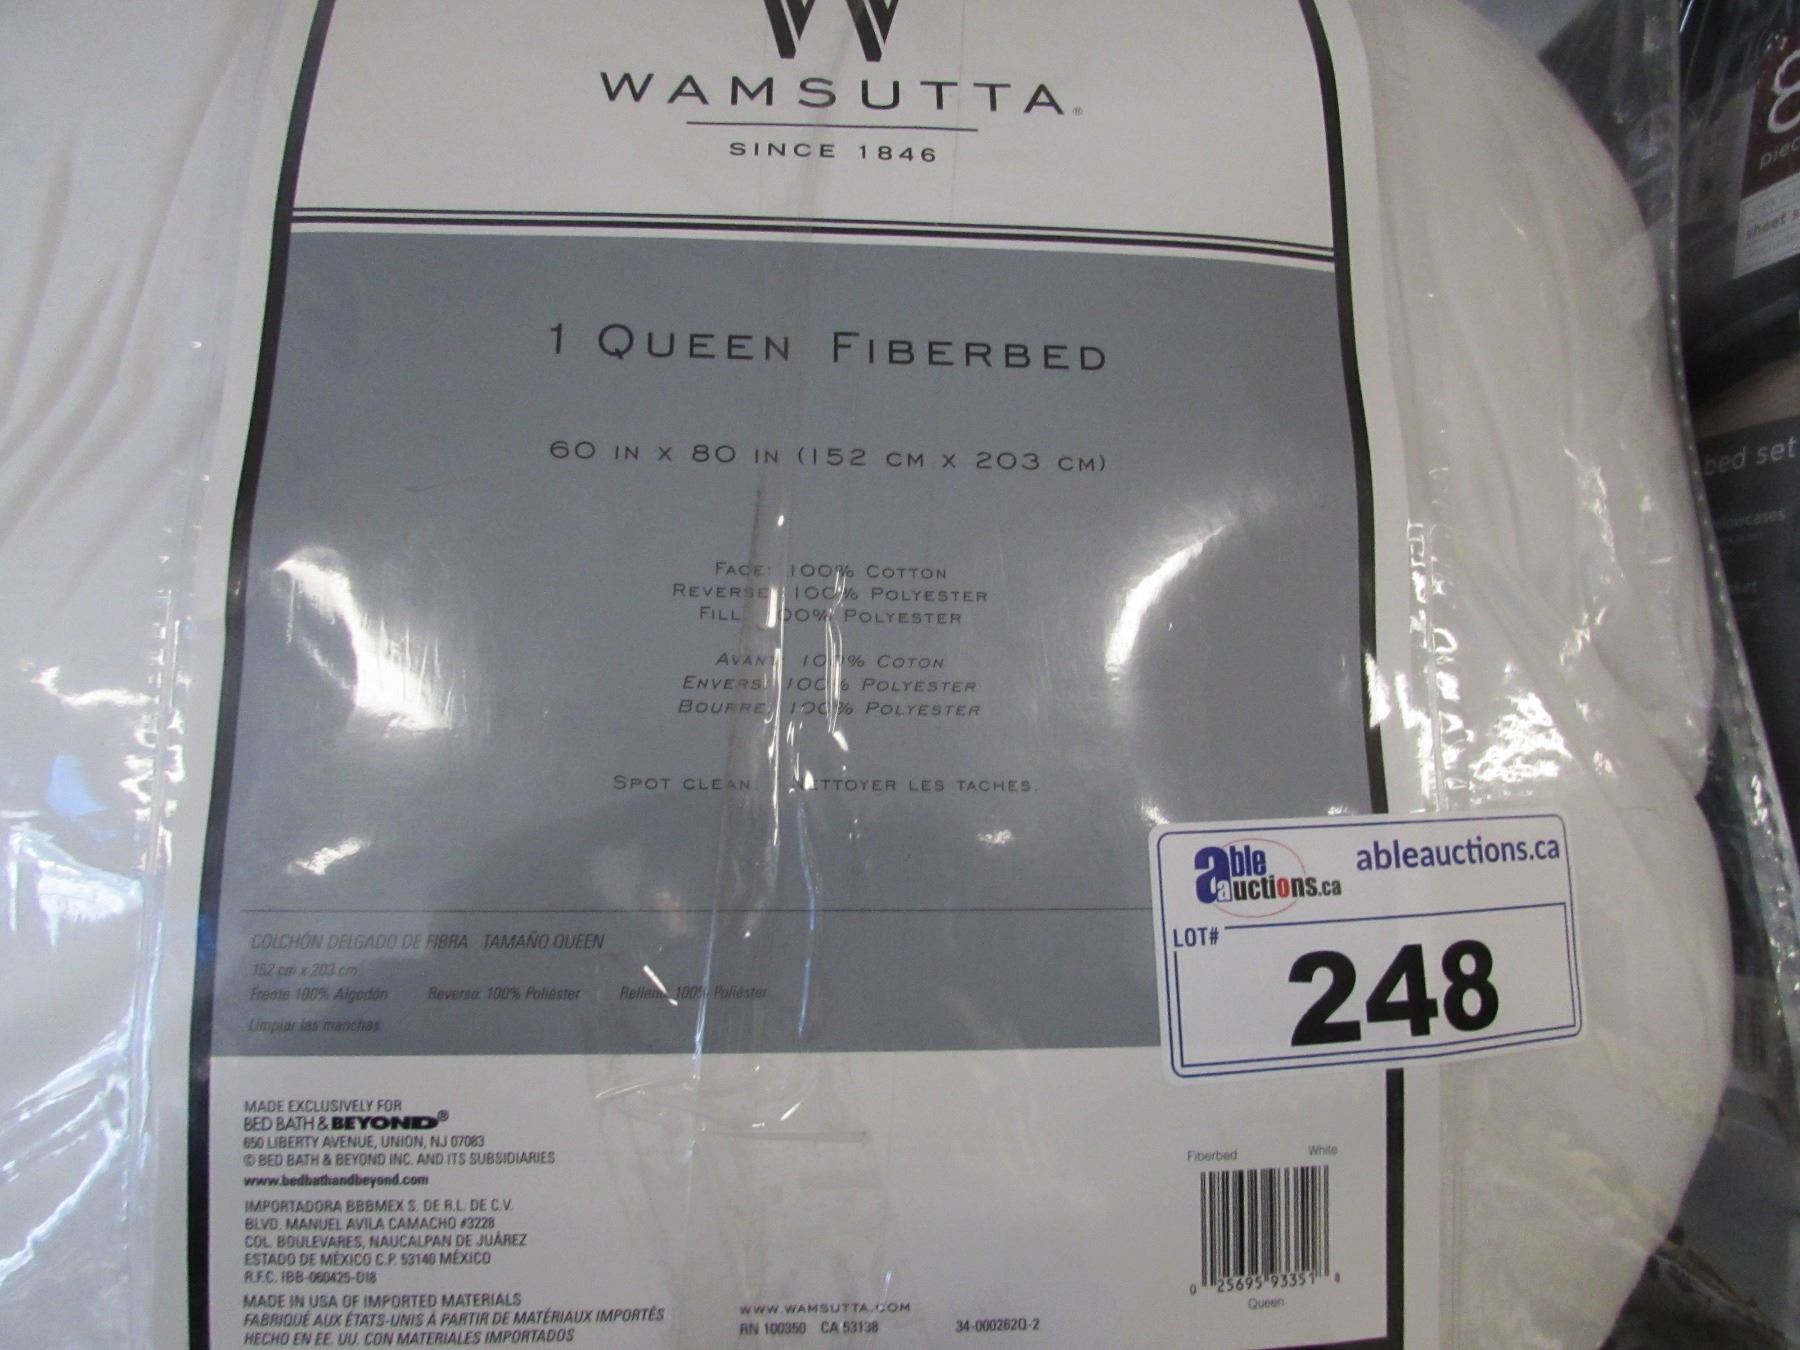 W
WAMSUTTA®
SINCE 1846
1 QUEEN FIBERBED
60 IN X 80 IN (152 CM X 203 CM)
FACE: 100% COTTON
REVERSE 100% POLYESTER
FILL 00% POLYESTER
AVANT 100% COTON
ENVERS 100% POLYESTER
BOURRE 100% POLYESTER
SPOT CLEAN. NETTOYER LES TACHES.
COLCHÓN DELGADO DE FIBRA TAMAÑO QUEEN
152 cm x 203 cm
Frente 100% Algodón Reverso: 100% Poliéster Relleno 100% Poliéster
Limpiar las manchas
MADE EXCLUSIVELY FOR
BED BATH & BEYOND®
650 LIBERTY AVENUE, UNION, NJ 07083
© BED BATH & BEYOND INC. AND ITS SUBSIDIARIES
www.bedbathandbeyond.com
IMPORTADORA BBBMEX S. DE R.L. DE C.V.
BLVD. MANUEL AVILA CAMACHO #3228
COL. BOULEVARES, NAUCALPAN DE JUÁREZ
ESTADO DE MÉXICO C.P. 53140 MÉXICO
R.F.C. IBB-060425-DI8
MADE IN USA OF IMPORTED MATERIALS
FABRIQUÉ AUX ÉTATS-UNIS À PARTIR DE MATÉRIAUX IMPORTÉS
HECHO EN EE. UU. CON MATERIALES IMPORTADOS
WWW.WAMSUTTA.COM
RN 100350 CA 53138 34-000262Q-2
Fiberbed White
0 25695 93351 8
Queen
able auctions.ca
ableauctions.ca
LOT#
248
8
piec
sheet s
bed set